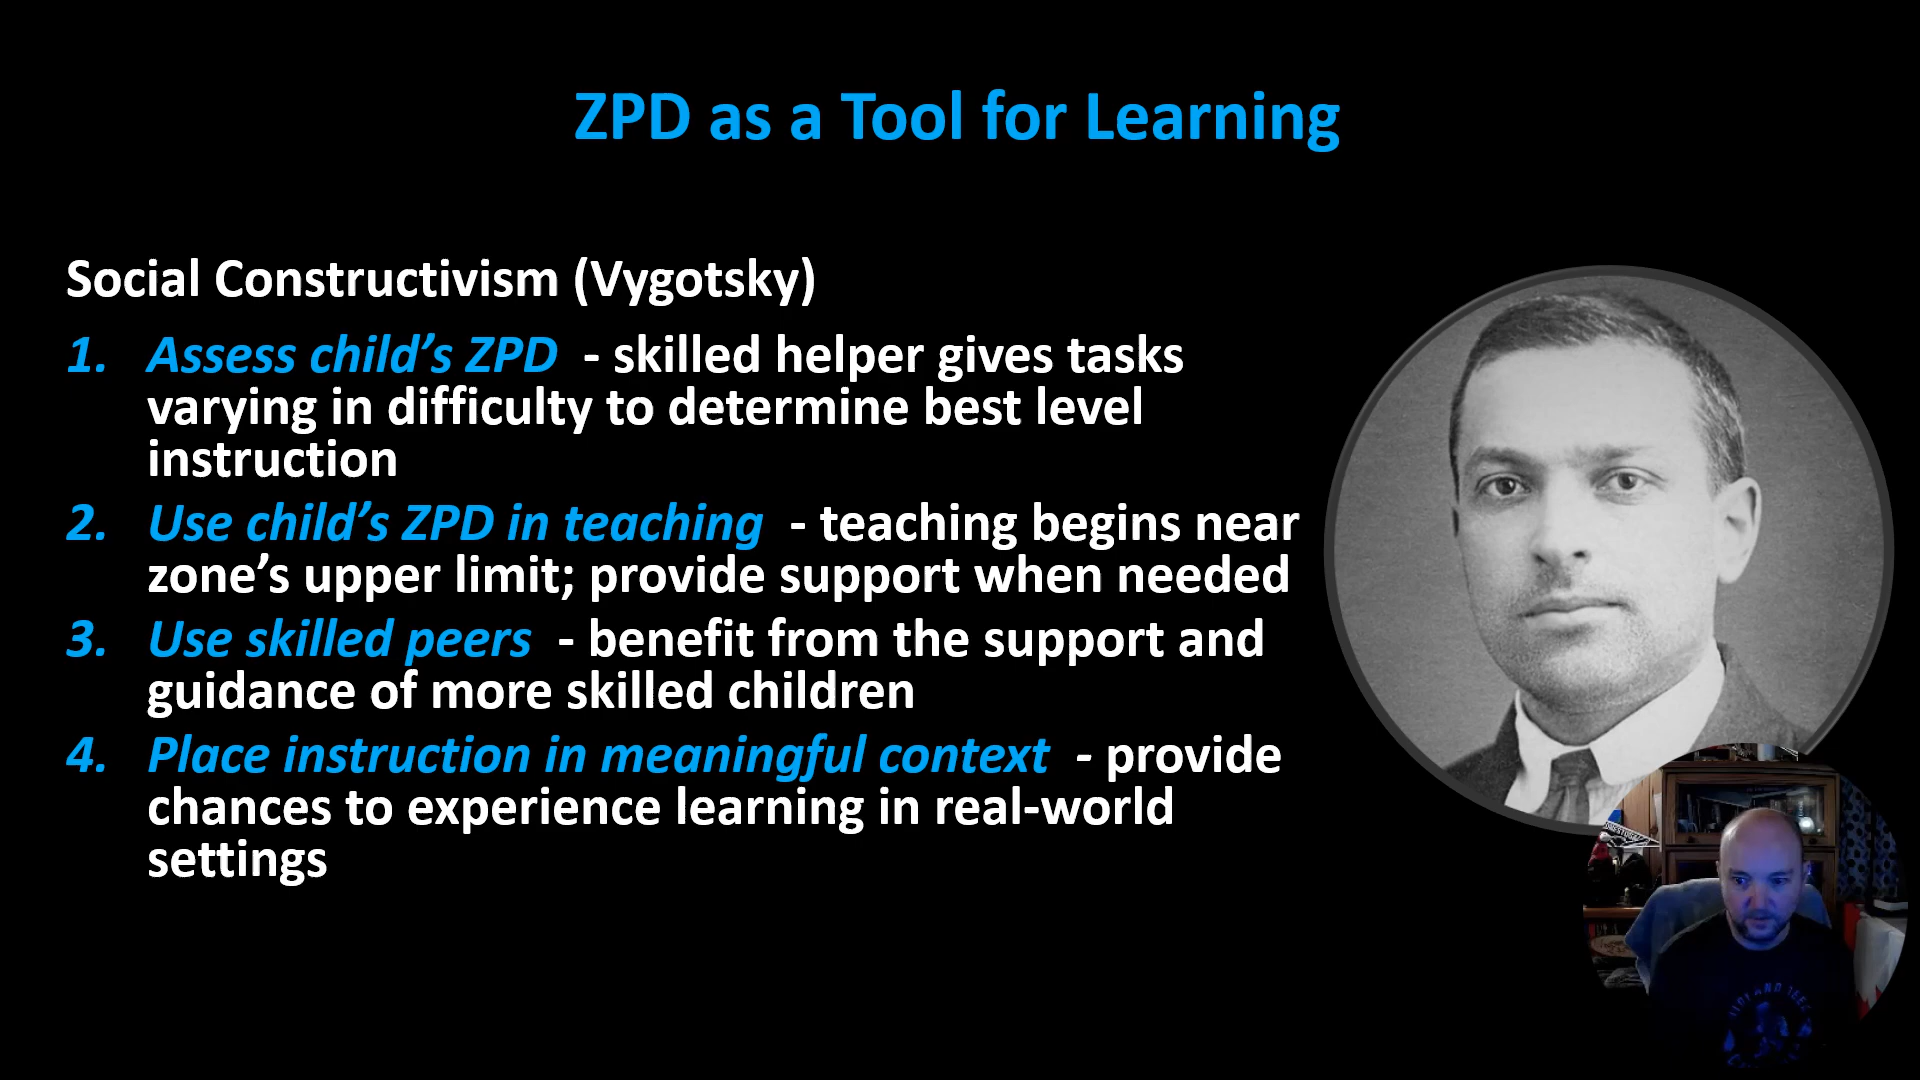 ZPD as a Tool for Learning
Social Constructivism (Vygotsky)
1. Assess child’s ZPD - skilled helper gives tasks
varying in difficulty to determine best level
instruction
2. Use child’s ZPD in teaching - teaching begins near
zone’s upper limit; provide support when needed
3. Use skilled peers - benefit from the support and
guidance of more skilled children
4. Place instruction in meaningful context - provide
chances to experience learning in real-world
settings